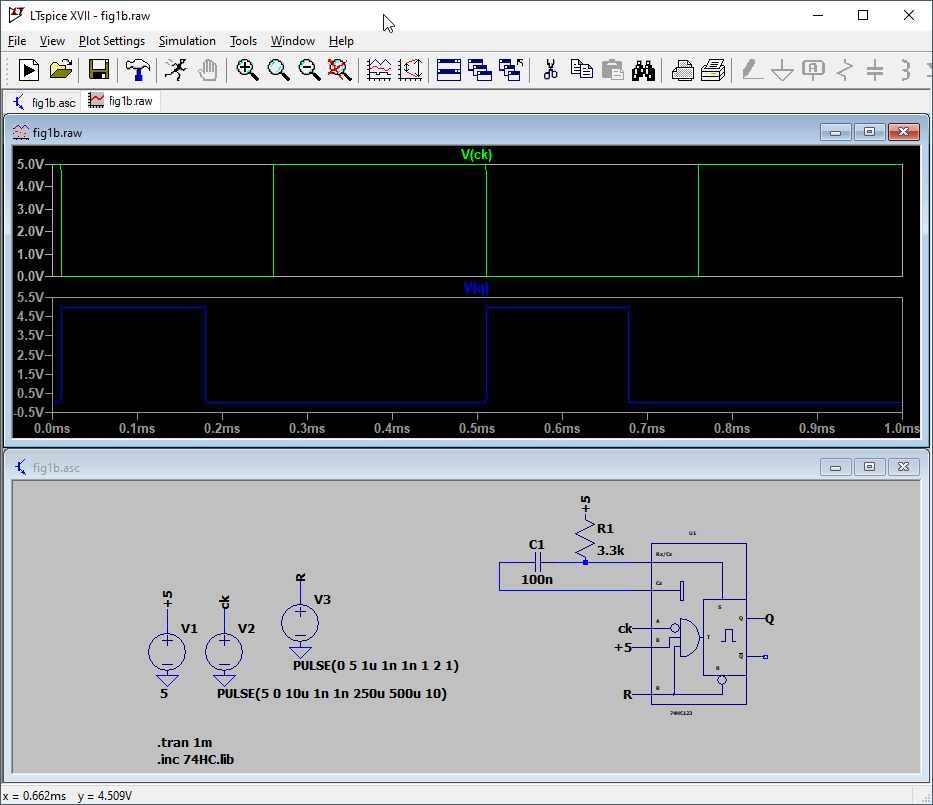 LTspice XVII - fig1b.raw
File View Plot Settings Simulation Tools Window Help
fig1b.asc fig1b.raw
fig1b.raw
V(ck)
5.0V
4.0V
3.0V
2.0V
1.0V
0.0V
V(q)
5.5V
4.5V
3.5V
2.5V
1.5V
0.5V
-0.5V
0.0ms 0.1ms 0.2ms 0.3ms 0.4ms 0.5ms 0.6ms 0.7ms 0.8ms 0.9ms 1.0ms
fig1b.asc
+5
R1
3.3k
C1
100n
U1
Rx/Cx
Cx
S
Q
Q
A
B
T
Q
R
R
ck
+5
R
74HC123
+5
V1
5
ck
V2
PULSE(5 0 10u 1n 1n 250u 500u 10)
R
V3
PULSE(0 5 1u 1n 1n 1 2 1)
.tran 1m
.inc 74HC.lib
x = 0.662ms y = 4.509V